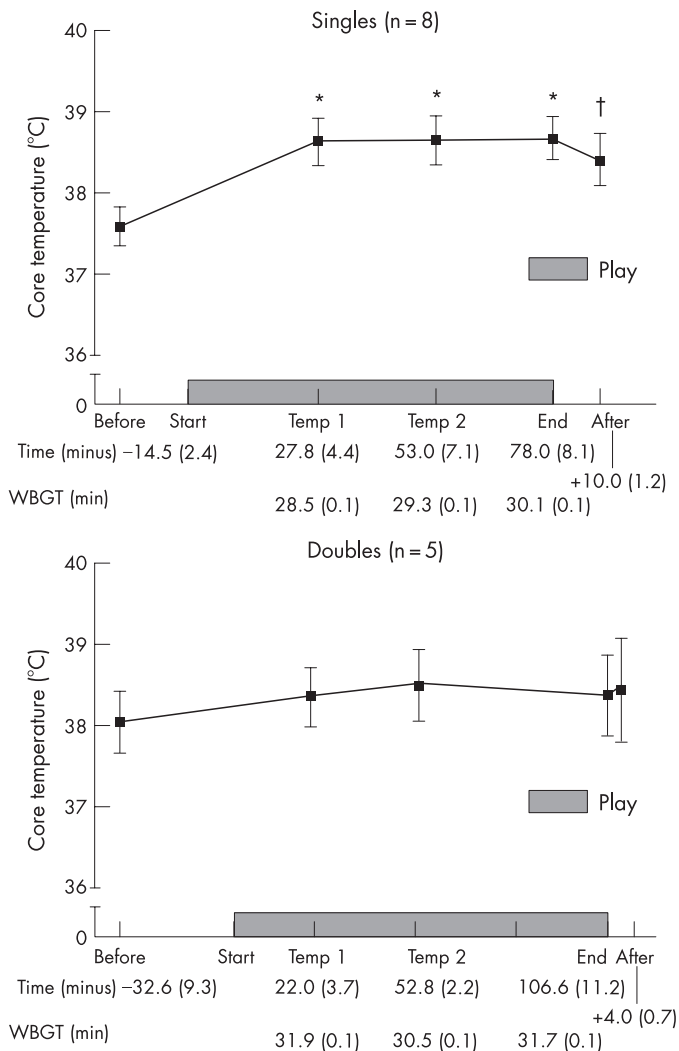 Singles (n = 8)
Core temperature (°C)
40
39
38
37
36
0
* * * †
Play
Before Start Temp 1 Temp 2 End After
Time (minus) −14.5 (2.4) 27.8 (4.4) 53.0 (7.1) 78.0 (8.1)
+10.0 (1.2)
WBGT (min)
28.5 (0.1) 29.3 (0.1) 30.1 (0.1)
Doubles (n = 5)
Core temperature (°C)
40
39
38
37
36
0
Play
Before Start Temp 1 Temp 2 End After
Time (minus) −32.6 (9.3) 22.0 (3.7) 52.8 (2.2) 106.6 (11.2)
+4.0 (0.7)
WBGT (min)
31.9 (0.1) 30.5 (0.1) 31.7 (0.1)